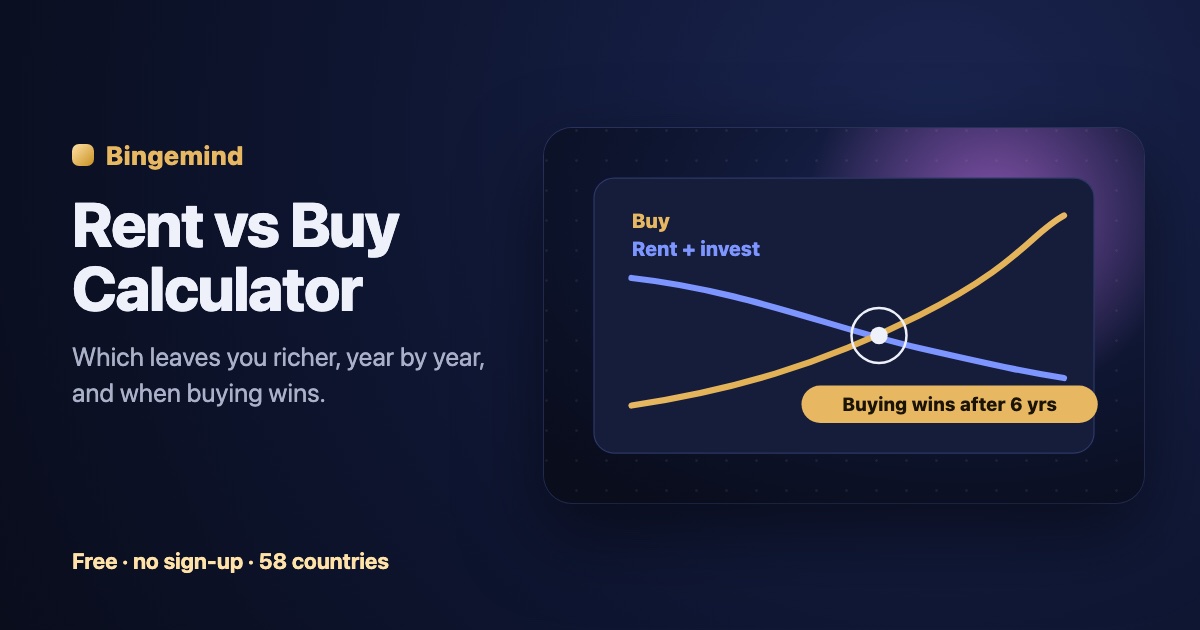 Bingemind
Rent vs Buy
Calculator
Which leaves you richer, year by year,
and when buying wins.
Free · no sign-up · 58 countries
Buy
Rent + invest
Buying wins after 6 yrs